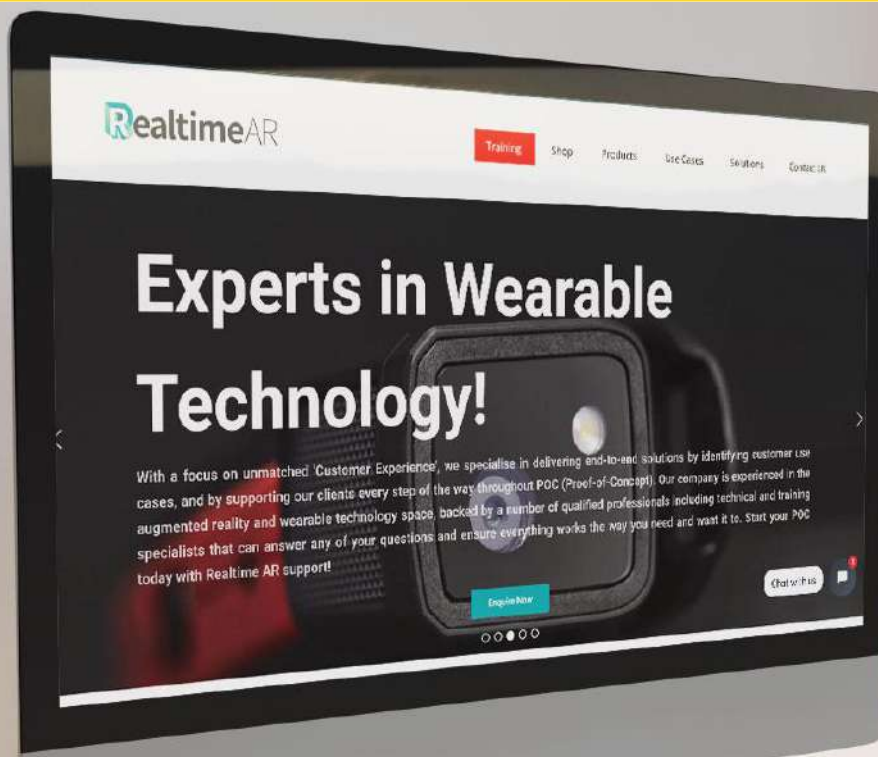 RealtimeAR
Training Shop Products Use Cases Solutions Contact us
Experts in Wearable
Technology!
With a focus on unmatched 'Customer Experience', we specialise in delivering end-to-end solutions by identifying customer use
cases, and by supporting our clients every step of the way throughout POC (Proof-of-Concept). Our company is experienced in the
augmented reality and wearable technology space, backed by a number of qualified professionals including technical and training
specialists that can answer any of your questions and ensure everything works the way you need and want it to. Start your POC
today with Realtime AR support!
Enquire Now
Chat with us